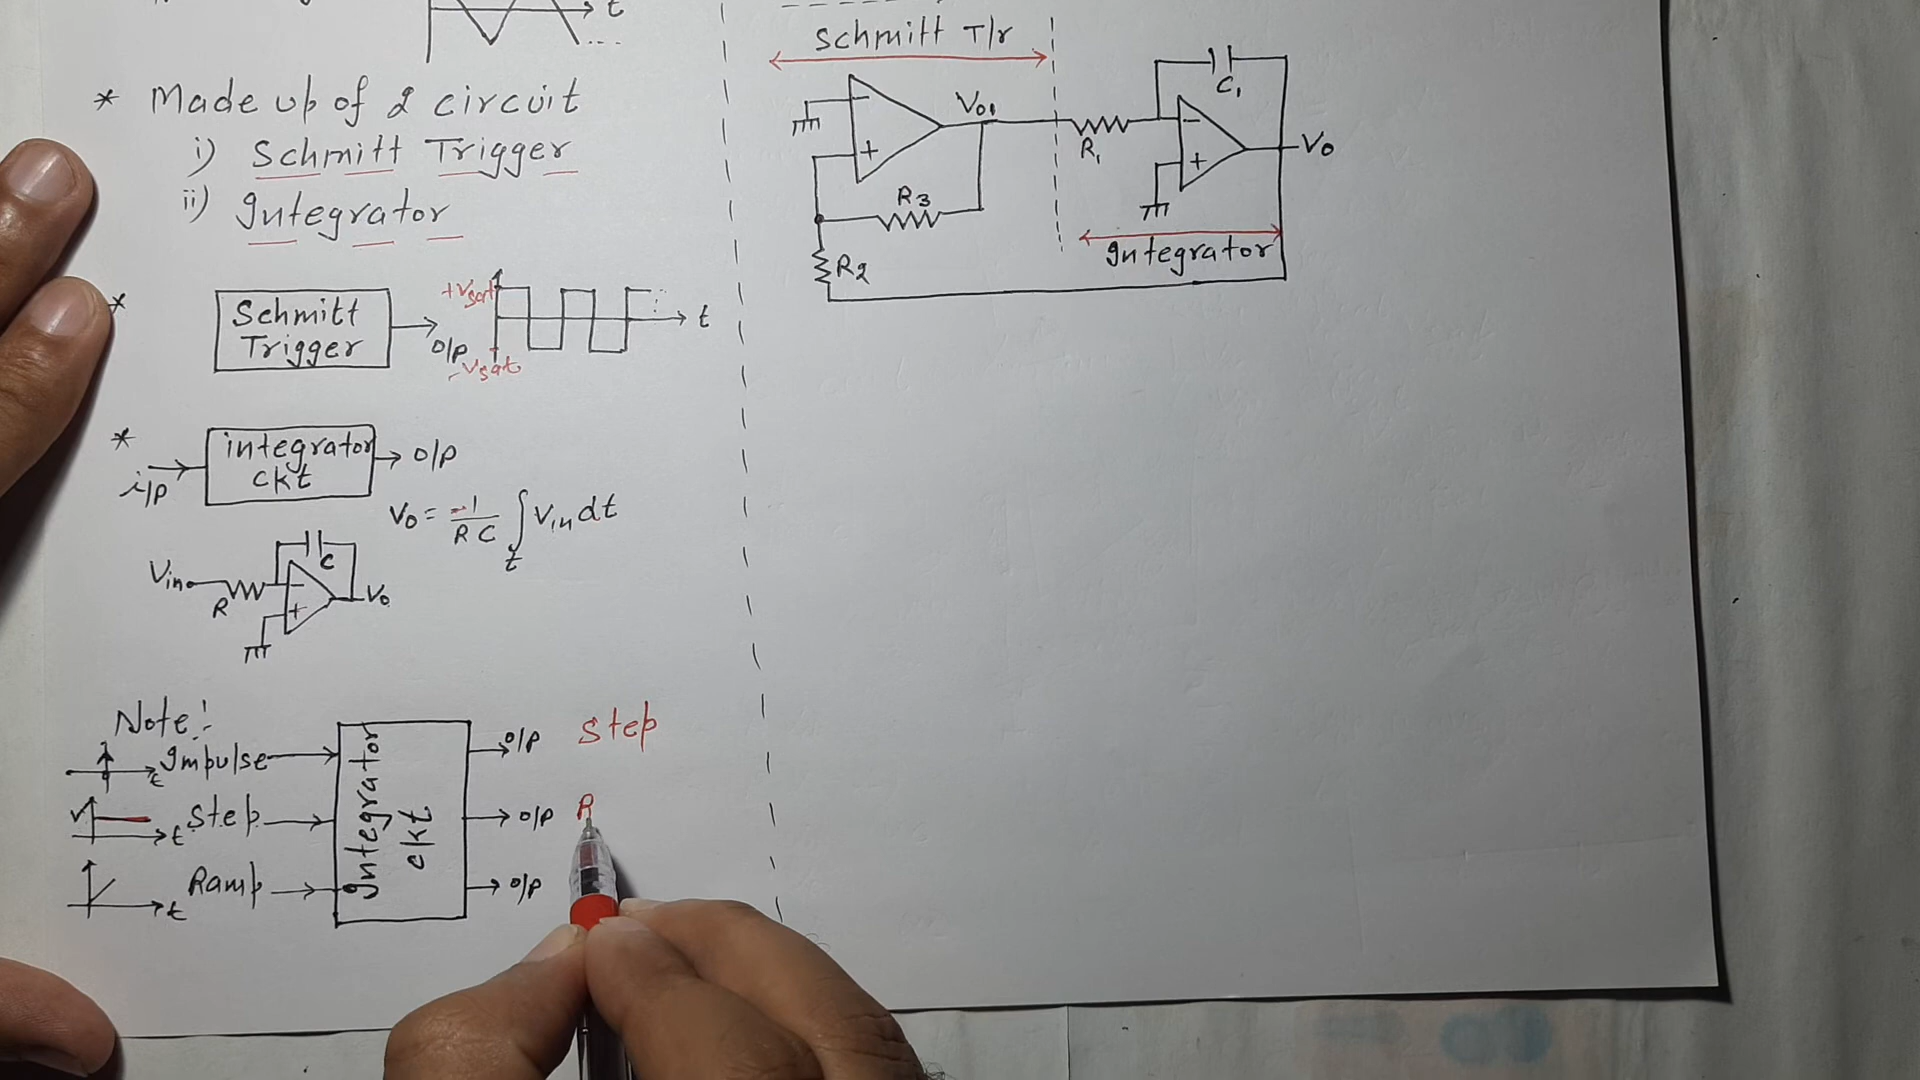 t
* Made up of 2 circuit
i) Schmitt Trigger
ii) Integrator
* Schmitt Trigger
O/P
+Vsat
-Vsat
t
* i/p
integrator ckt
O/P
Vo = -1/RC ∫t Vin dt
Vin
R
C
-
+
Vo
Note:
t Impulse
O/P Step
V t Step
O/P R
t Ramp
O/P
Integrator ckt
Schmitt T/r
-
+
Vo1
R3
R2
R1
C1
-
+
Vo
Integrator